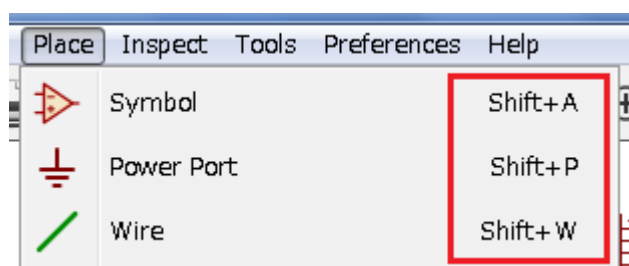 Place Inspect Tools Preferences Help
Symbol Shift+A
Power Port Shift+P
Wire Shift+W